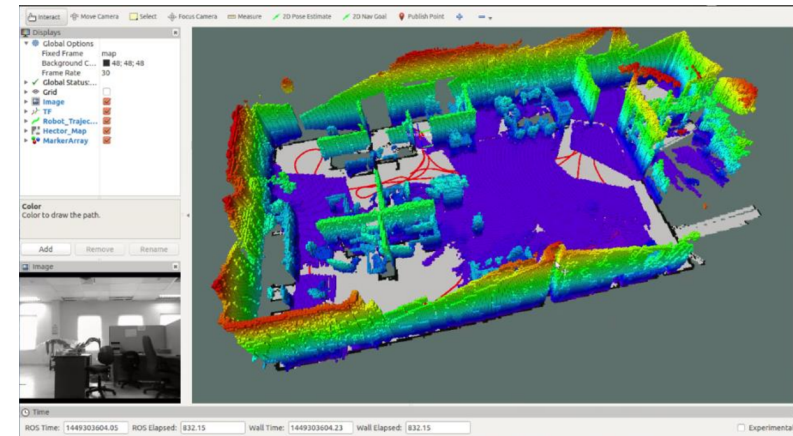 Interact Move Camera Select Focus Camera Measure 2D Pose Estimate 2D Nav Goal Publish Point
Displays
Global Options
Fixed Frame map
Background C... 48; 48; 48
Frame Rate 30
Global Status:...
Grid
Image
TF
Robot_Trajec...
Hector_Map
MarkerArray
Color
Color to draw the path.
Add Remove Rename
Image
Time
ROS Time: 1449303604.05 ROS Elapsed: 832.15 Wall Time: 1449303604.23 Wall Elapsed: 832.15 Experimental